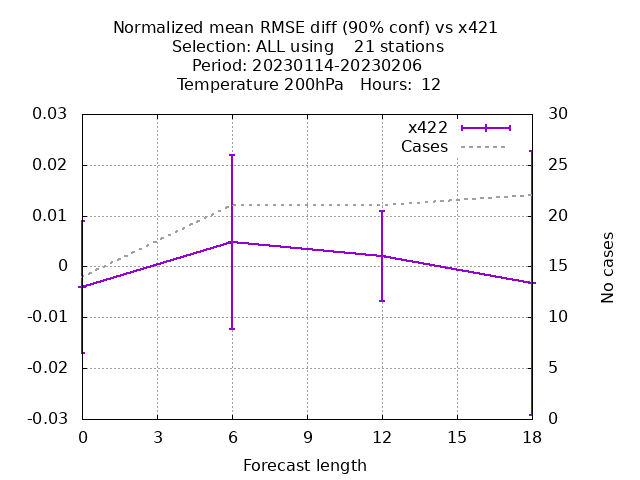 Normalized mean RMSE diff (90% conf) vs x421
Selection: ALL using    21 stations
Period: 20230114-20230206
Temperature 200hPa   Hours:  12
x422
Cases
0.03
0.02
0.01
0
-0.01
-0.02
-0.03
30
25
20
15
10
5
0
No cases
0 3 6 9 12 15 18
Forecast length